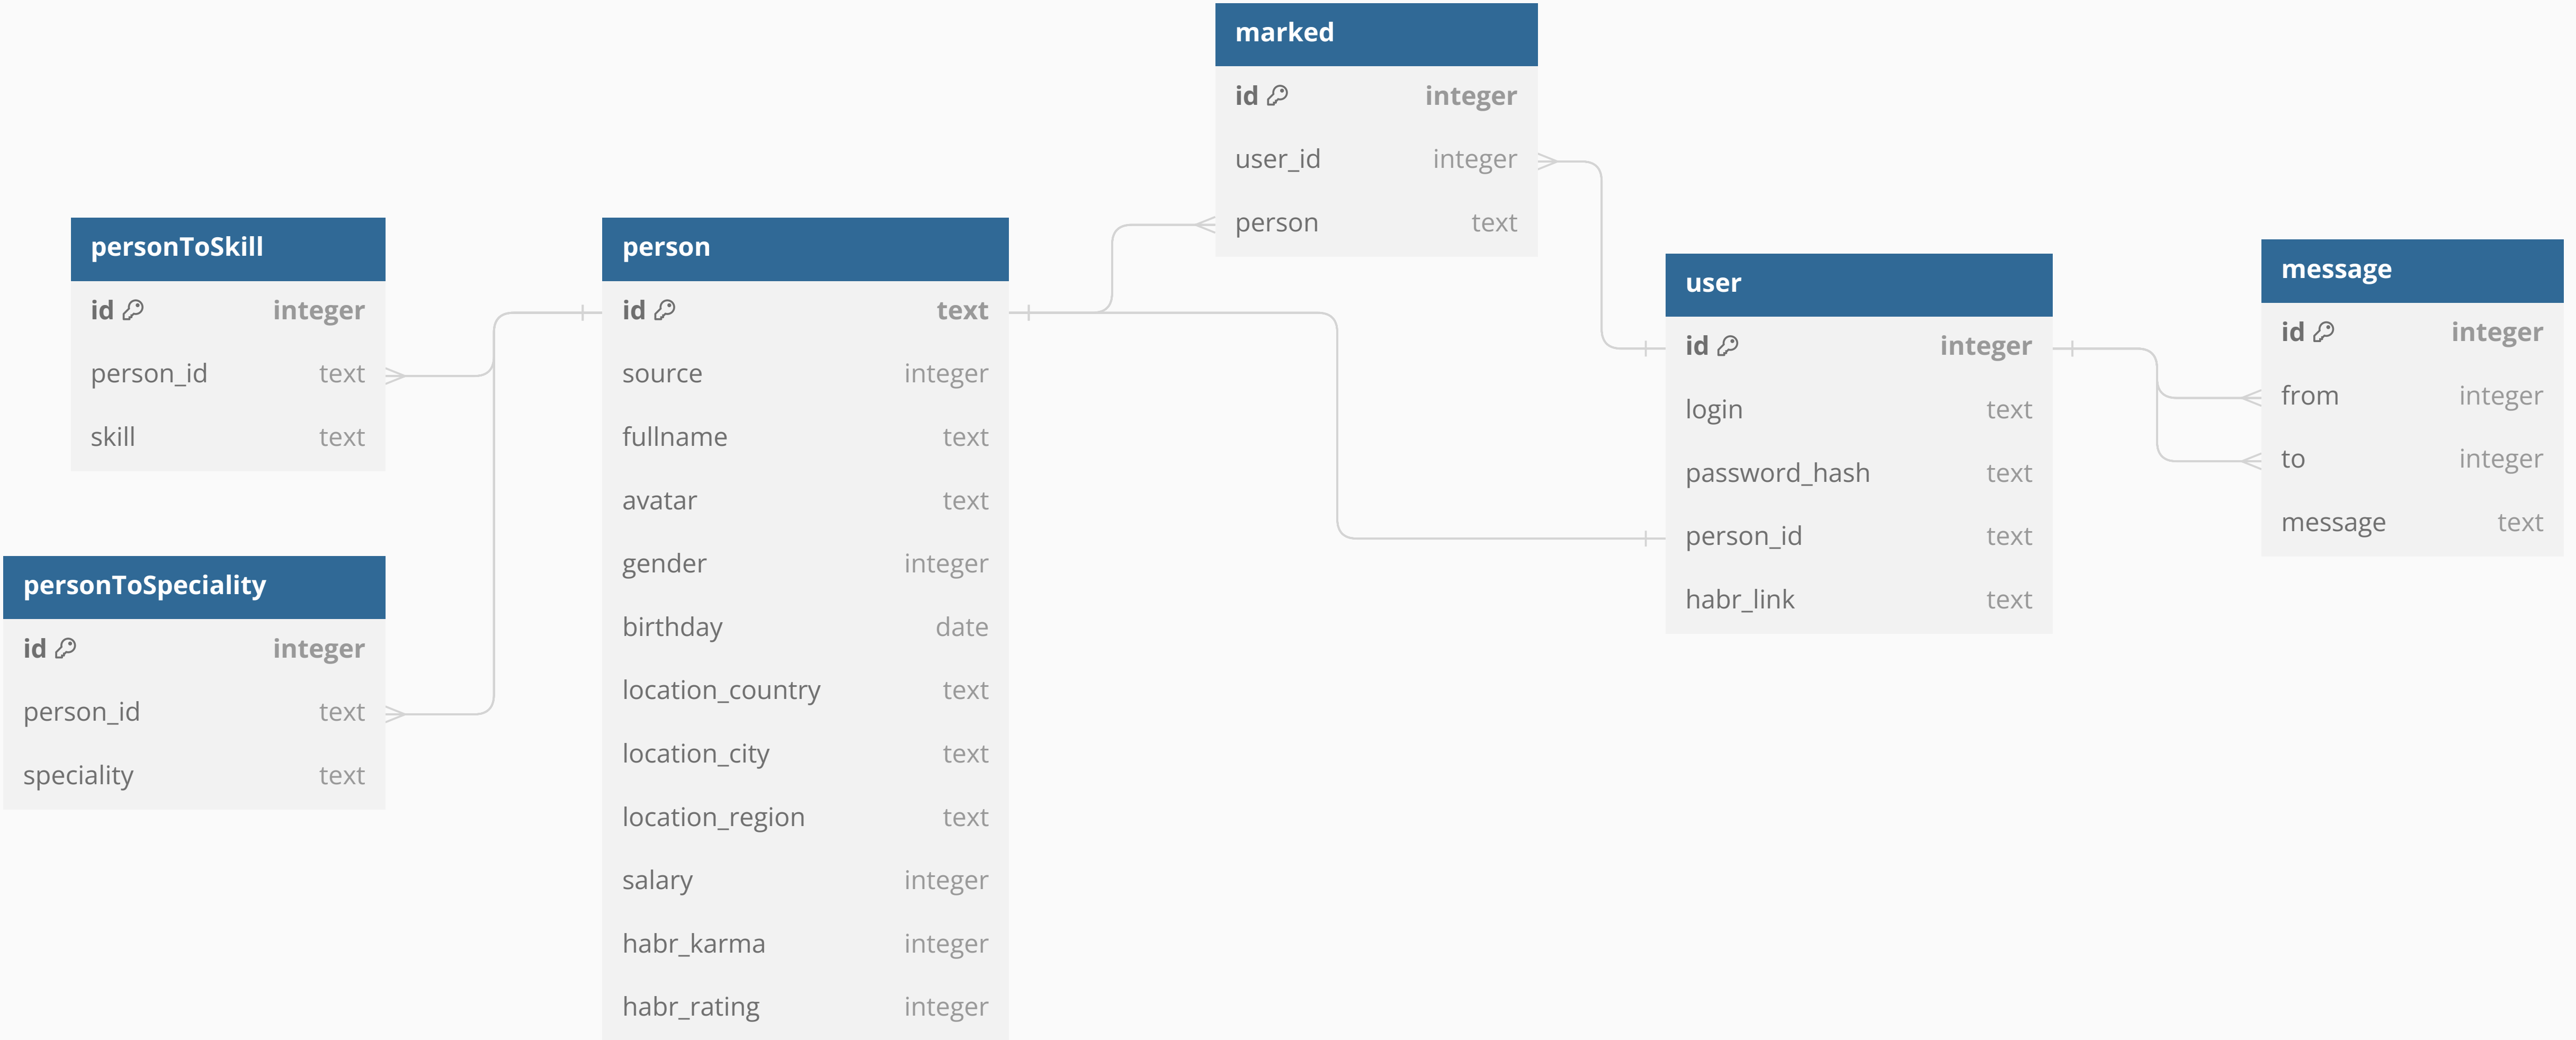 marked
id integer
user_id integer
person text
personToSkill
id integer
person_id text
skill text
person
id text
source integer
fullname text
avatar text
gender integer
birthday date
location_country text
location_city text
location_region text
salary integer
habr_karma integer
habr_rating integer
user
id integer
login text
password_hash text
person_id text
habr_link text
message
id integer
from integer
to integer
message text
personToSpeciality
id integer
person_id text
speciality text